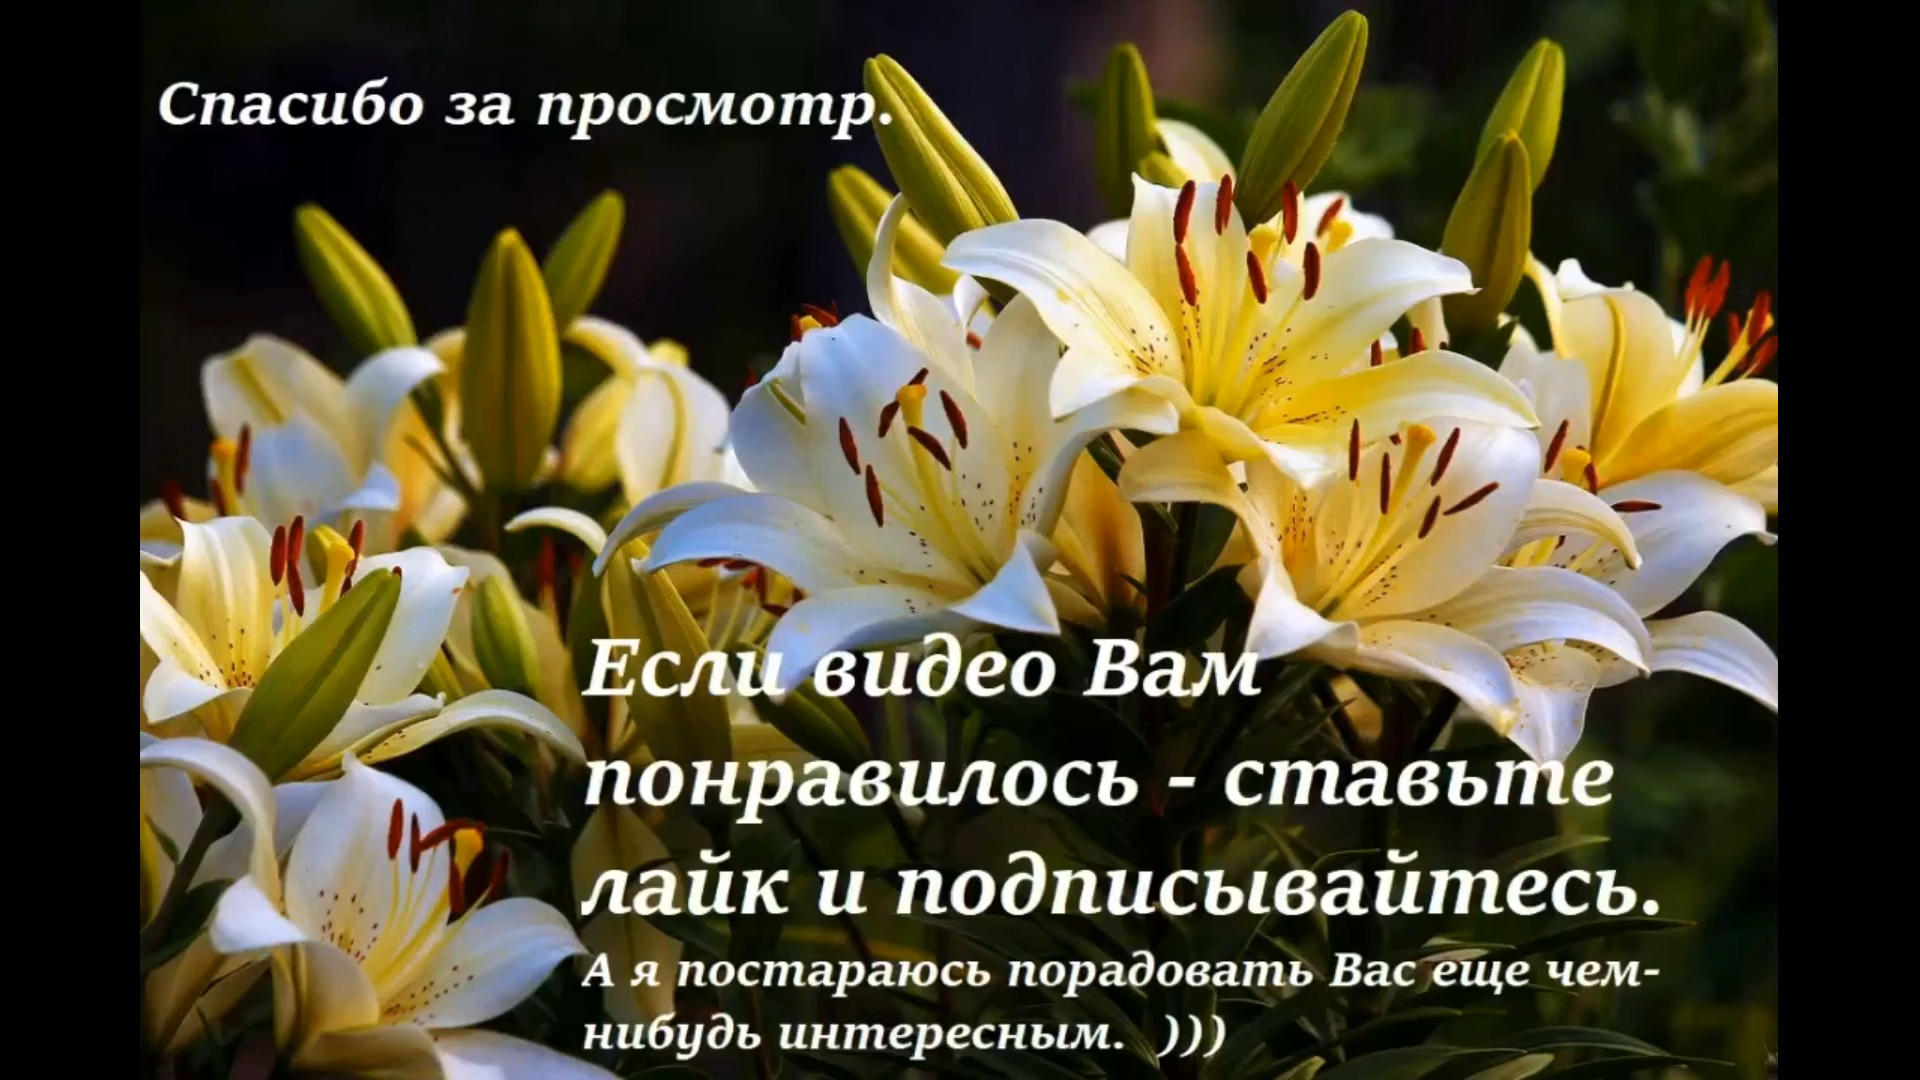 Спасибо за просмотр.
Если видео Вам
понравилось - ставьте
лайк и подписывайтесь.
А я постараюсь порадовать Вас еще чем-
нибудь интересным.  )))